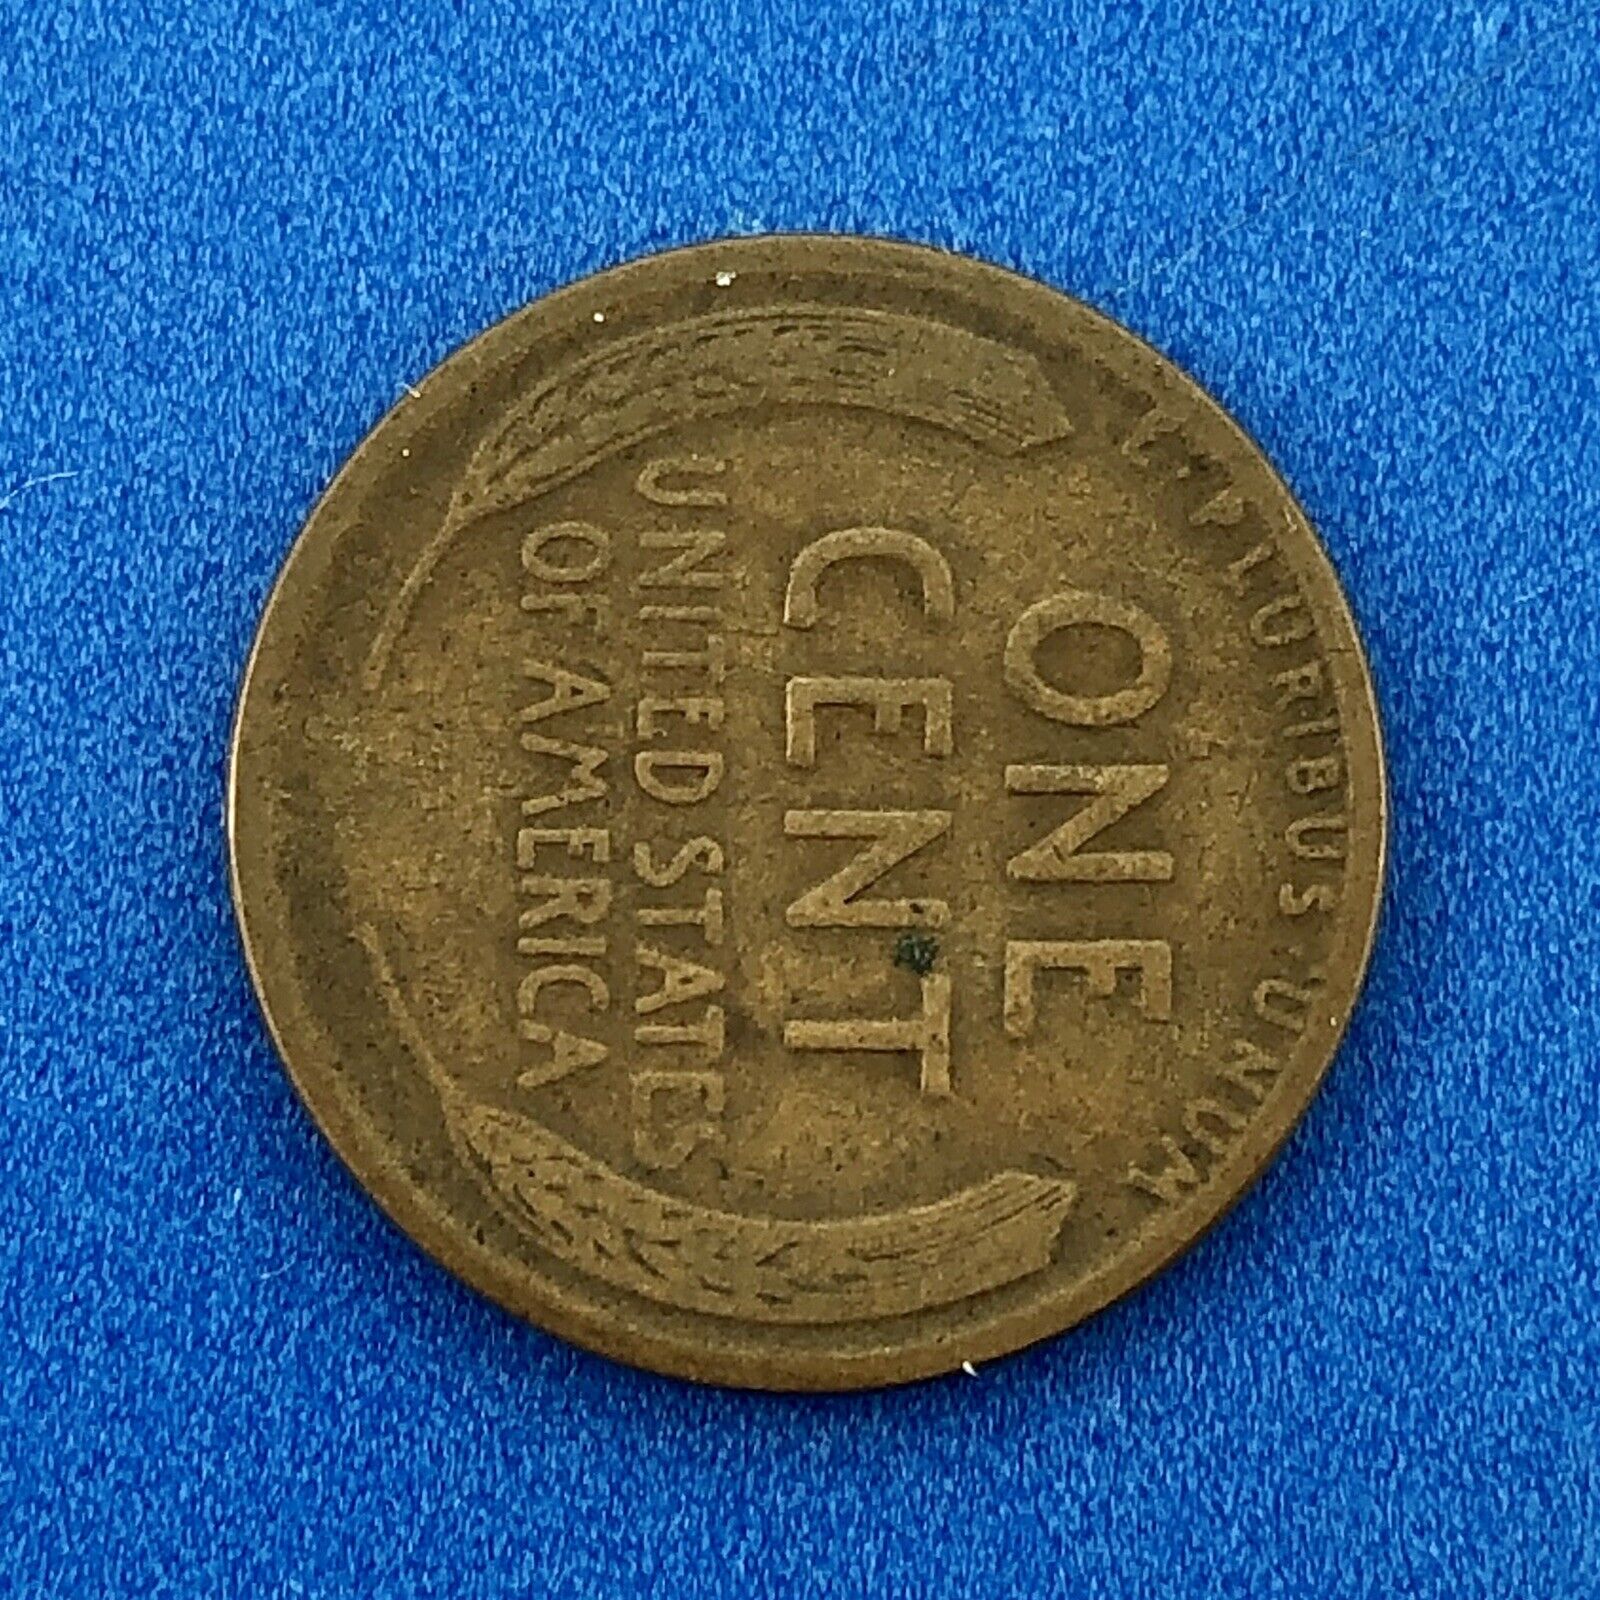 E·PLURIBUS·UNUM
ONE
CENT
UNITED STATES
OF AMERICA